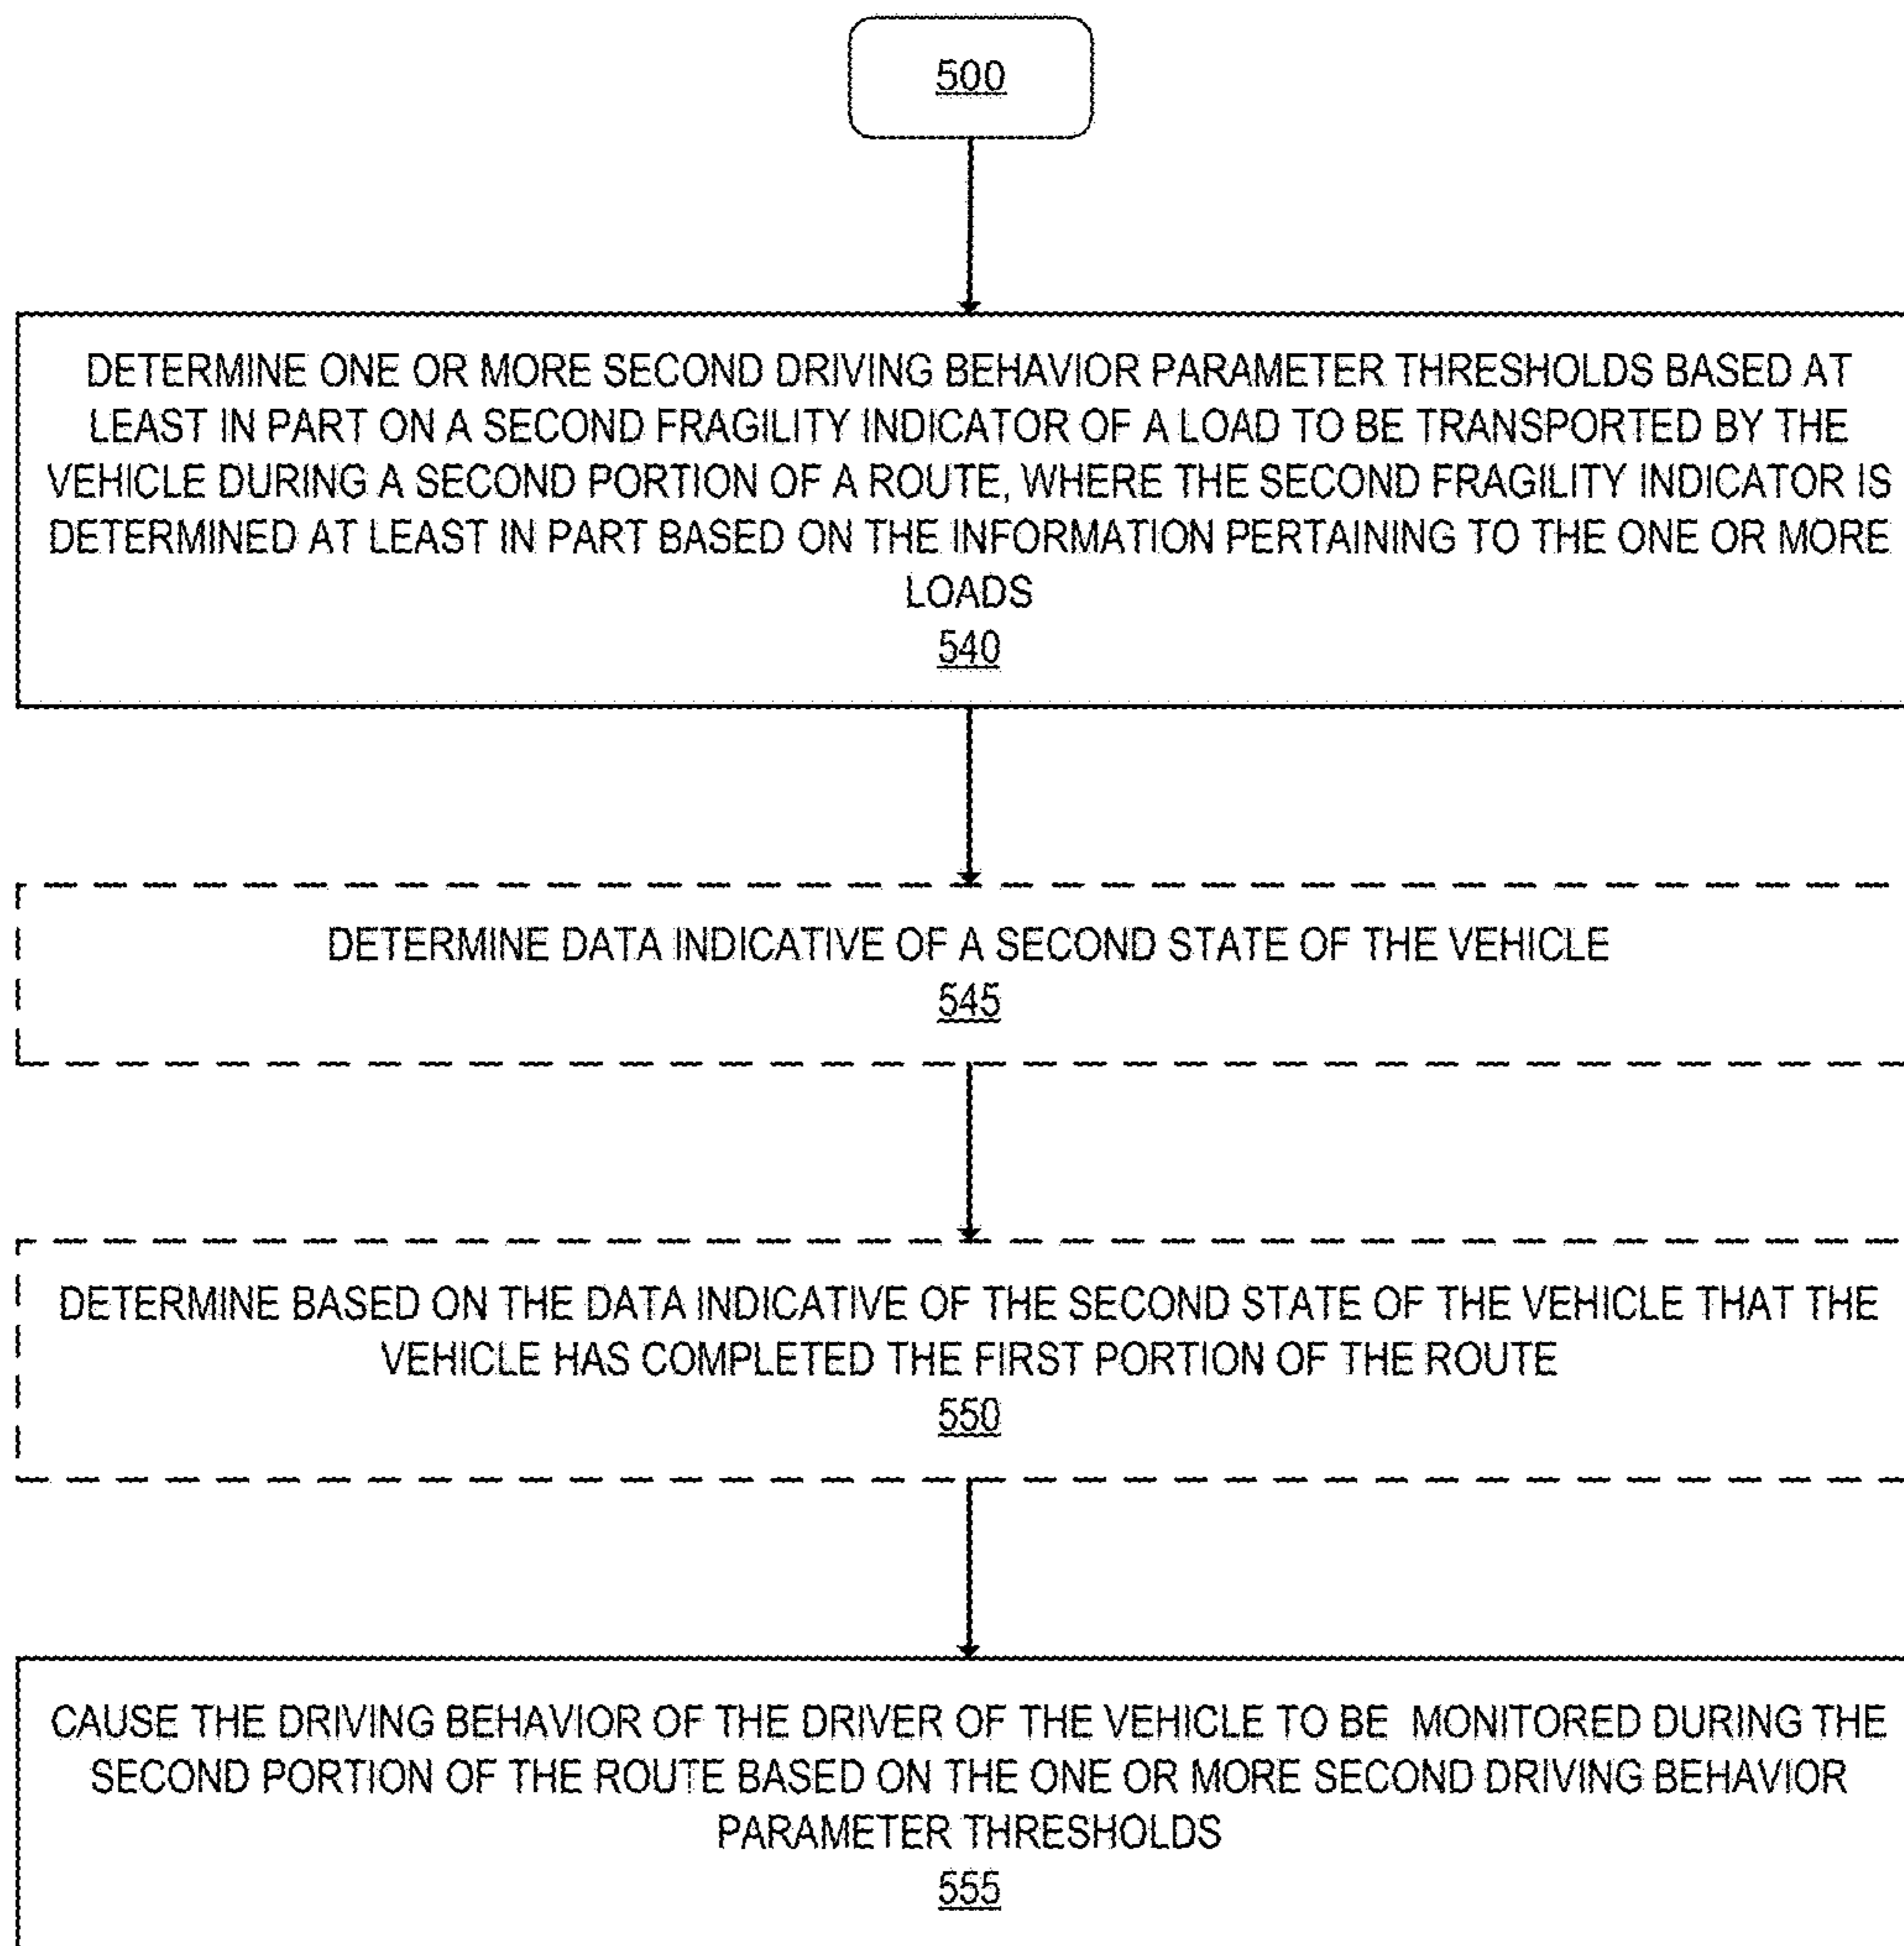 500
DETERMINE ONE OR MORE SECOND DRIVING BEHAVIOR PARAMETER THRESHOLDS BASED AT
LEAST IN PART ON A SECOND FRAGILITY INDICATOR OF A LOAD TO BE TRANSPORTED BY THE
VEHICLE DURING A SECOND PORTION OF A ROUTE, WHERE THE SECOND FRAGILITY INDICATOR IS
DETERMINED AT LEAST IN PART BASED ON THE INFORMATION PERTAINING TO THE ONE OR MORE
LOADS
540
DETERMINE DATA INDICATIVE OF A SECOND STATE OF THE VEHICLE
545
DETERMINE BASED ON THE DATA INDICATIVE OF THE SECOND STATE OF THE VEHICLE THAT THE
VEHICLE HAS COMPLETED THE FIRST PORTION OF THE ROUTE
550
CAUSE THE DRIVING BEHAVIOR OF THE DRIVER OF THE VEHICLE TO BE MONITORED DURING THE
SECOND PORTION OF THE ROUTE BASED ON THE ONE OR MORE SECOND DRIVING BEHAVIOR
PARAMETER THRESHOLDS
555